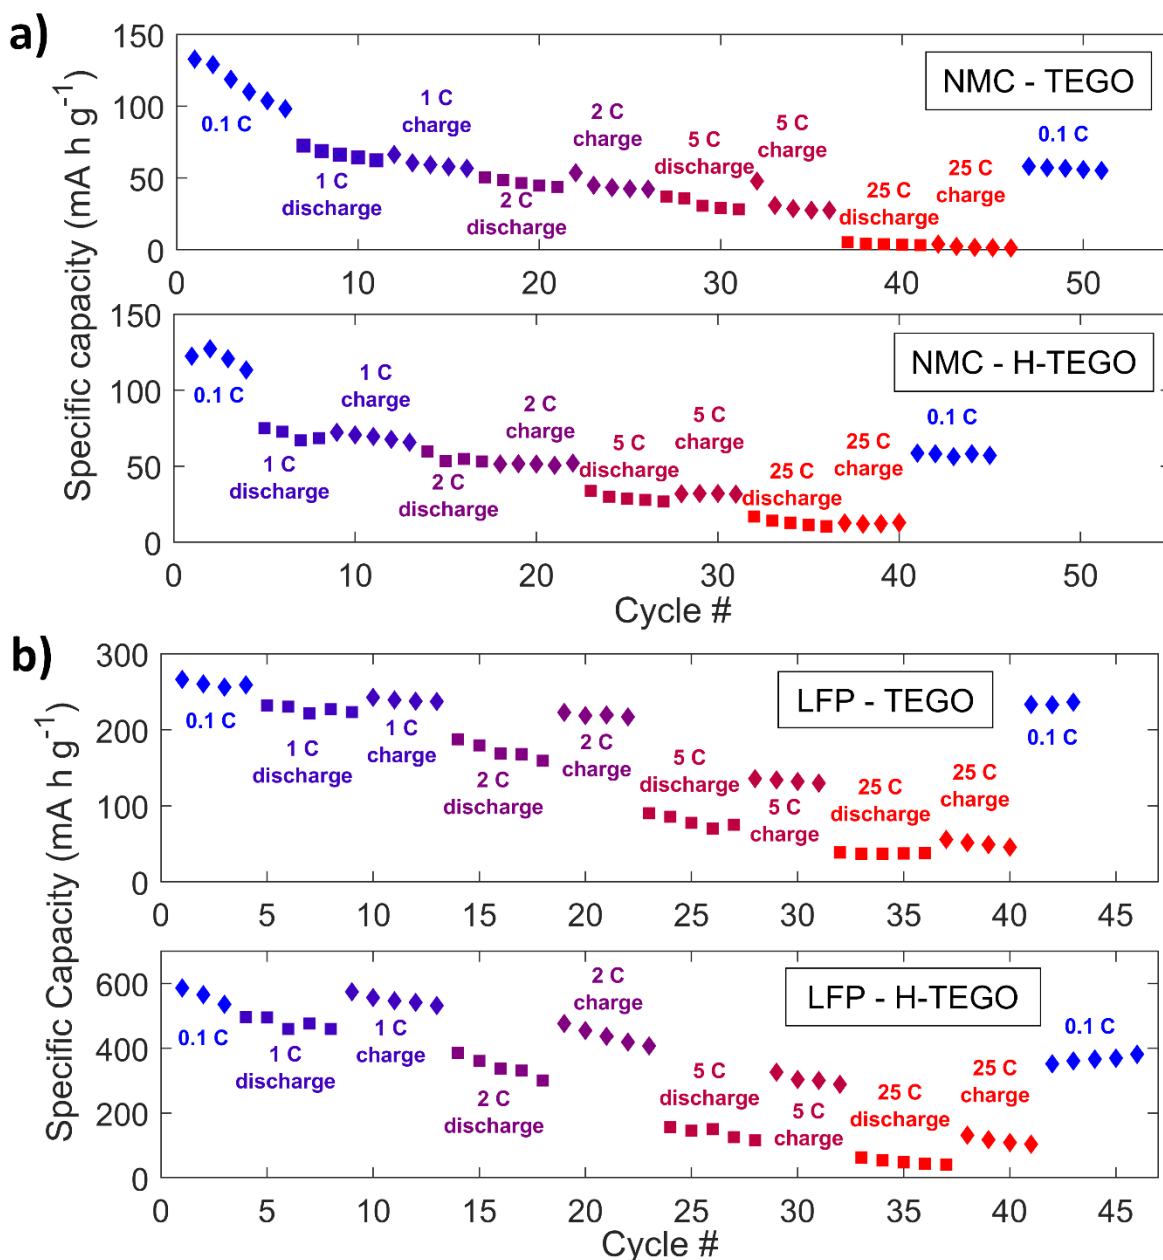 a)
Specific capacity (mA h g⁻¹)
150
100
50
0
NMC - TEGO
0.1 C
1 C
discharge
1 C
charge
2 C
discharge
2 C
charge
5 C
discharge
5 C
charge
25 C
discharge
25 C
charge
0.1 C
0 10 20 30 40 50
150
100
50
0
NMC - H-TEGO
0.1 C
1 C
discharge
1 C
charge
2 C
discharge
2 C
charge
5 C
discharge
5 C
charge
25 C
discharge
25 C
charge
0.1 C
0 10 20 30 40 50
Cycle #
b)
Specific Capacity (mA h g⁻¹)
300
200
100
0
LFP - TEGO
0.1 C
1 C
discharge
1 C
charge
2 C
discharge
2 C
charge
5 C
discharge
5 C
charge
25 C
discharge
25 C
charge
0.1 C
0 5 10 15 20 25 30 35 40 45
600
400
200
0
LFP - H-TEGO
0.1 C
1 C
discharge
1 C
charge
2 C
discharge
2 C
charge
5 C
discharge
5 C
charge
25 C
discharge
25 C
charge
0.1 C
0 5 10 15 20 25 30 35 40 45
Cycle #